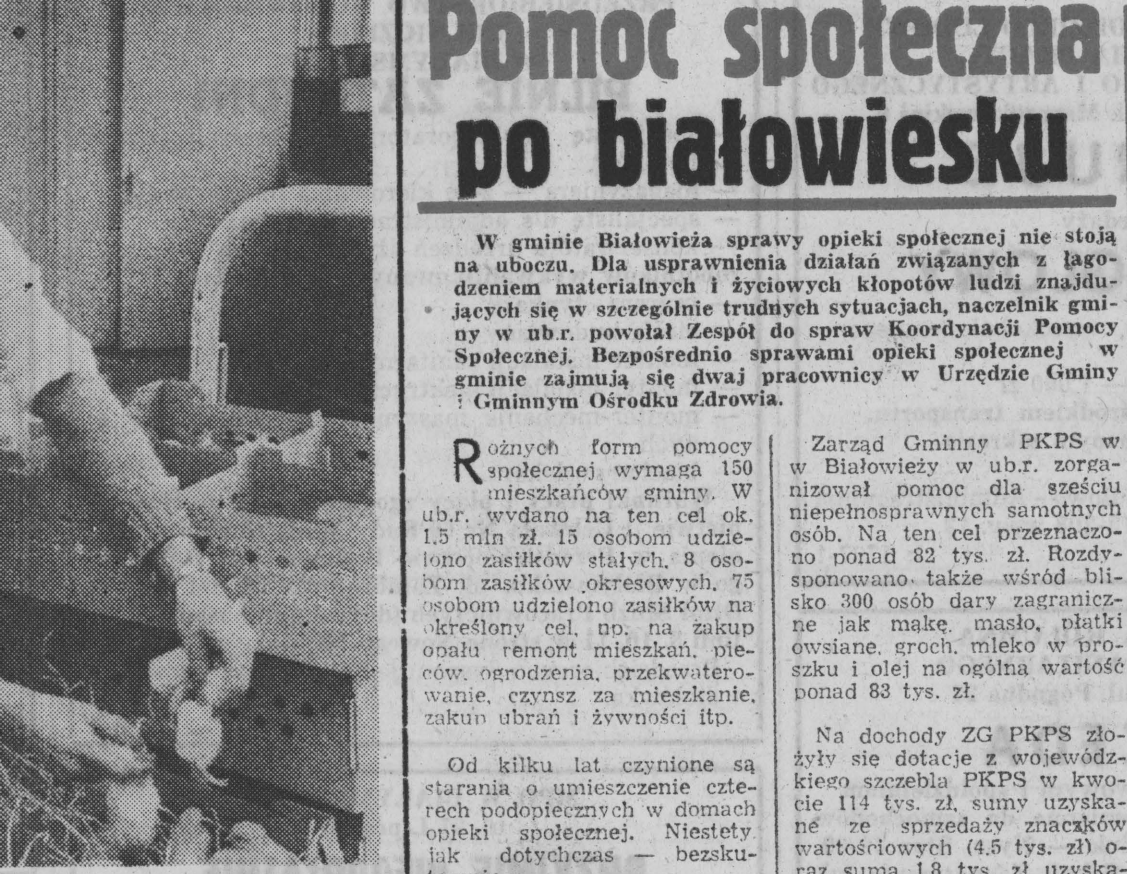 Pomoc społeczna
po białowiesku
W gminie Białowieża sprawy opieki społecznej nie stoją
na uboczu. Dla usprawnienia działań związanych z łago-
dzeniem materialnych i życiowych kłopotów ludzi znajdu-
jących się w szczególnie trudnych sytuacjach, naczelnik gmi-
ny w ub.r. powołał Zespół do spraw Koordynacji Pomocy
Społecznej. Bezpośrednio sprawami opieki społecznej w
gminie zajmują się dwaj pracownicy w Urzędzie Gminy
i Gminnym Ośrodku Zdrowia.
Rożnych form pomocy
społecznej wymaga 150
mieszkańców gminy. W
ub.r. wydano na ten cel ok.
1,5 mln zł. 15 osobom udzie-
lono zasiłków stałych, 8 oso-
bom zasiłków okresowych, 75
osobom udzielono zasiłków na
określony cel, np. na zakup
opału remont mieszkań, pie-
ców, ogrodzenia, przekwatero-
wanie, czynsz za mieszkanie,
zakup ubrań i żywności itp.
Od kilku lat czynione są
starania o umieszczenie czte-
rech podopiecznych w domach
opieki społecznej. Niestety
jak dotychczas — bezsku-
Zarząd Gminny PKPS w
w Białowieży w ub.r. zorga-
nizował pomoc dla sześciu
niepełnosprawnych samotnych
osób. Na ten cel przeznaczo-
no ponad 82 tys. zł. Rozdy-
sponowano także wśród bli-
sko 300 osób dary zagranicz-
ne jak mąkę, masło, płatki
owsiane, groch, mleko w pro-
szku i olej na ogólną wartość
ponad 83 tys. zł.
Na dochody ZG PKPS zło-
żyły się dotacje z wojewódz-
kiego szczebla PKPS w kwo-
cie 114 tys. zł, sumy uzyska-
ne ze sprzedaży znaczków
wartościowych (4,5 tys. zł) o-
raz suma 1,8 tys. zł uzyska-